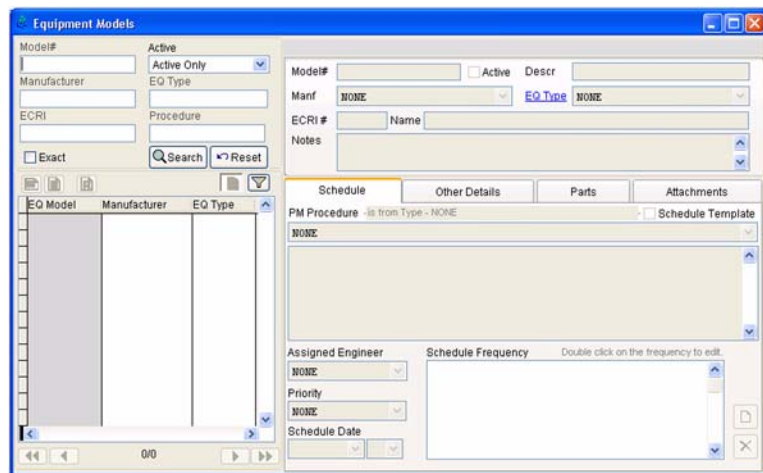 Equipment Models
Model# Active
Active Only
Manufacturer EQ Type
ECRI Procedure
Exact Search Reset
EQ Model Manufacturer EQ Type
0/0
Model# Active Descr
Manf NONE EQ Type NONE
ECRI # Name
Notes
Schedule Other Details Parts Attachments
PM Procedure -is from Type - NONE - Schedule Template
NONE
Assigned Engineer Schedule Frequency Double click on the frequency to edit.
NONE
Priority
NONE
Schedule Date